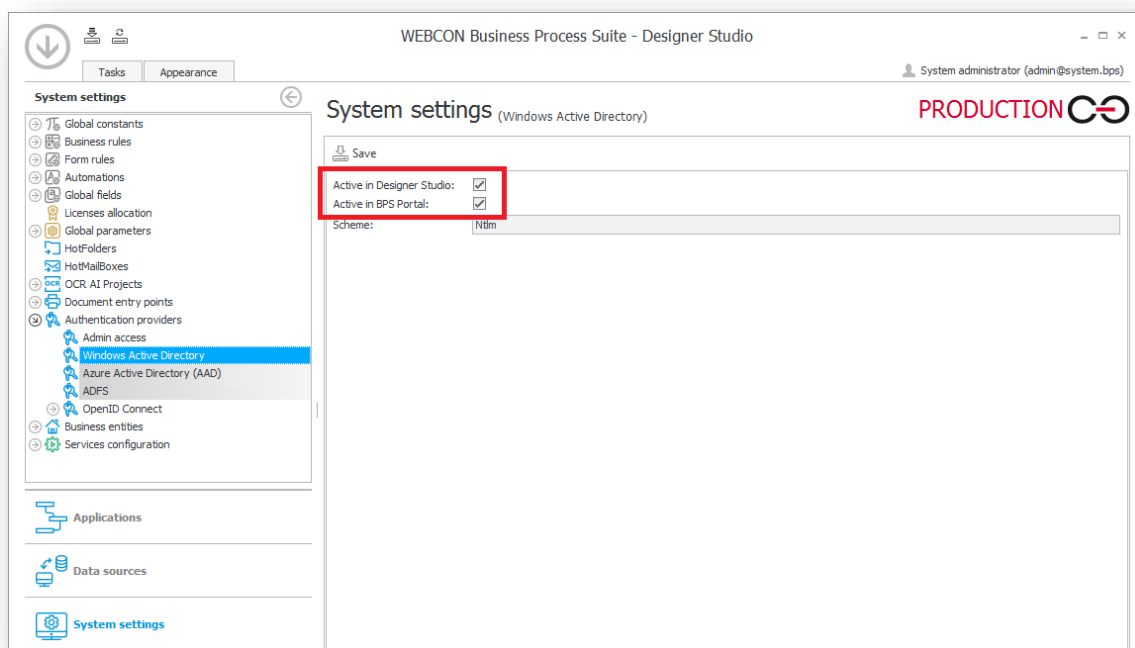 WEBCON Business Process Suite - Designer Studio
Tasks
Appearance
System administrator (admin@system.bps)
System settings
Global constants
Business rules
Form rules
Automations
Global fields
Licenses allocation
Global parameters
HotFolders
HotMailBoxes
OCR OCR AI Projects
Document entry points
Authentication providers
Admin access
Windows Active Directory
Azure Active Directory (AAD)
ADFS
OpenID Connect
Business entities
Services configuration
Applications
Data sources
System settings
System settings (Windows Active Directory)
PRODUCTION
Save
Active in Designer Studio:
Active in BPS Portal:
Scheme: Ntlm